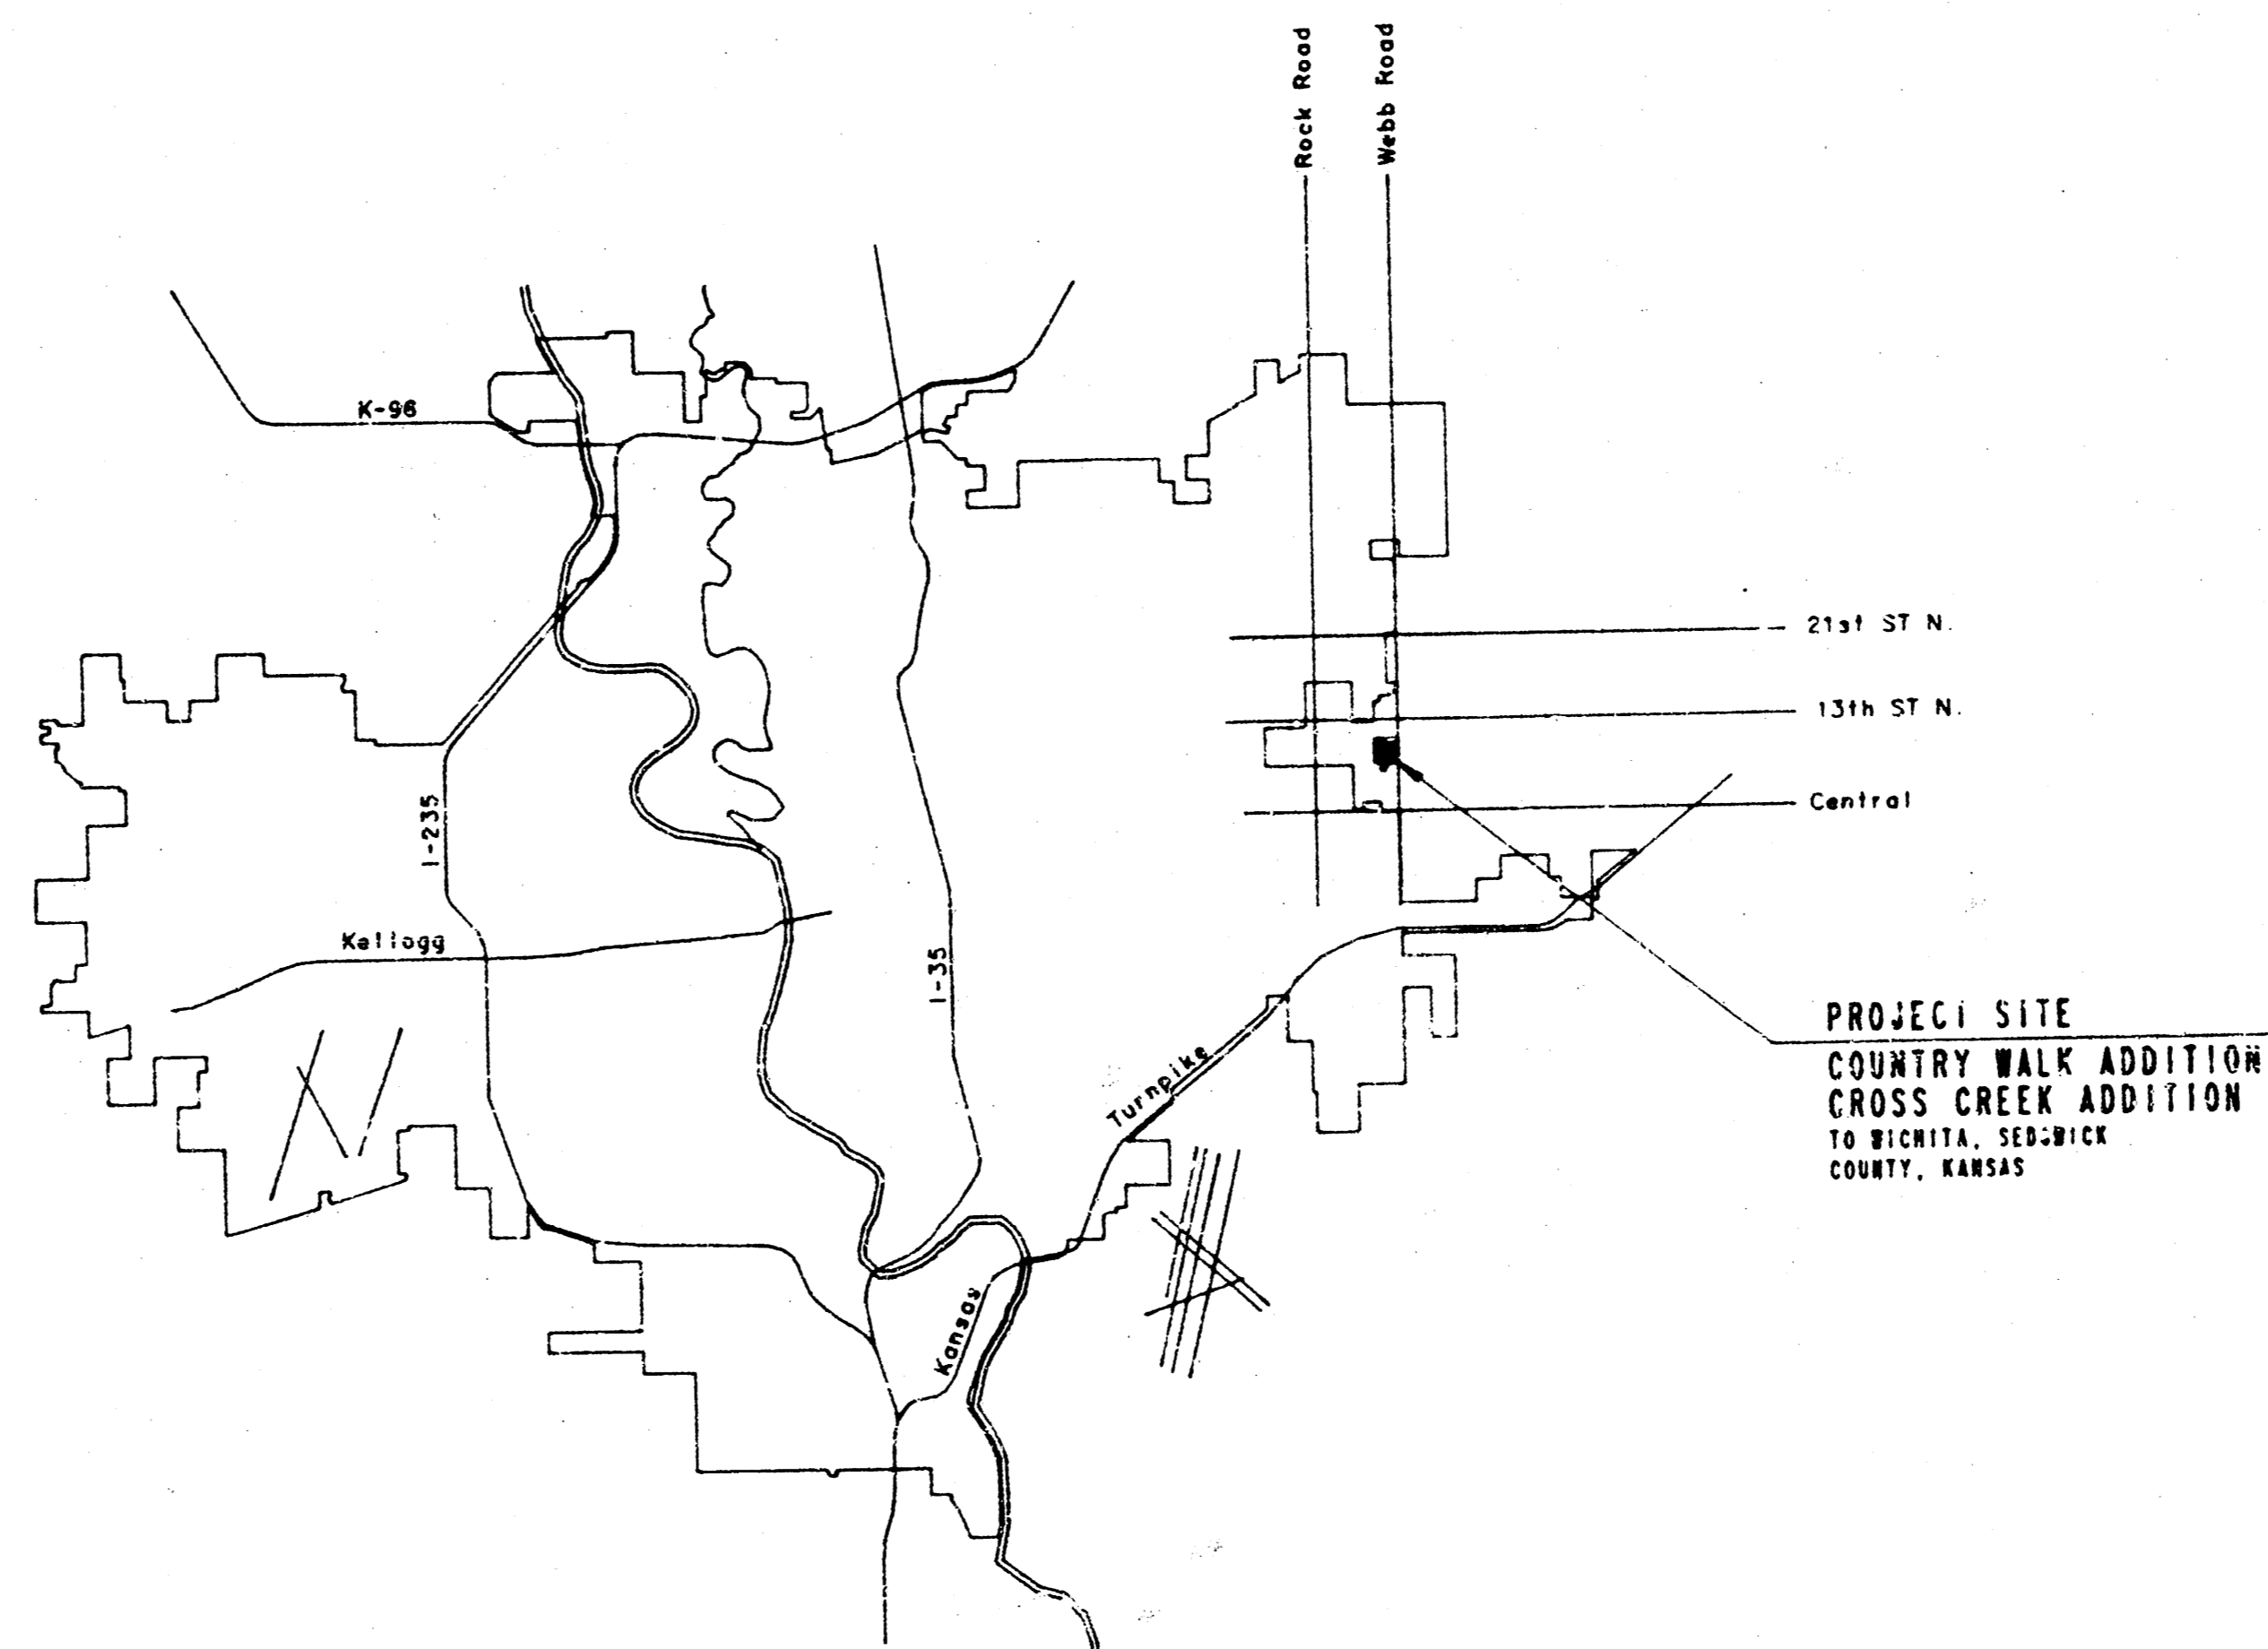 Rock Road
Webb Road
K-96
21st ST N.
13th ST N.
I-235
Central
Kellogg
I-35
Turnpike
Kansas
PROJECT SITE
COUNTRY WALK ADDITION
CROSS CREEK ADDITION
TO WICHITA, SEDGWICK
COUNTY, KANSAS